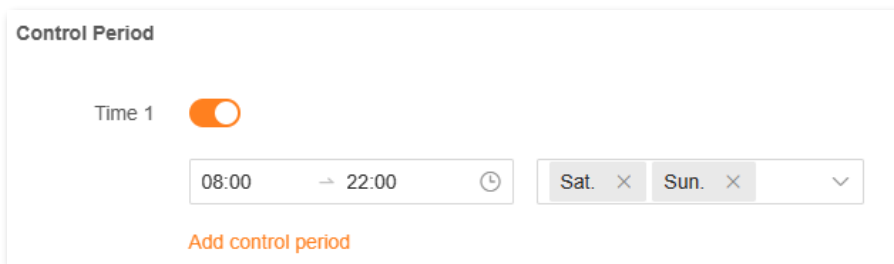 Control Period
Time 1
08:00 → 22:00 Sat. × Sun. ×
Add control period